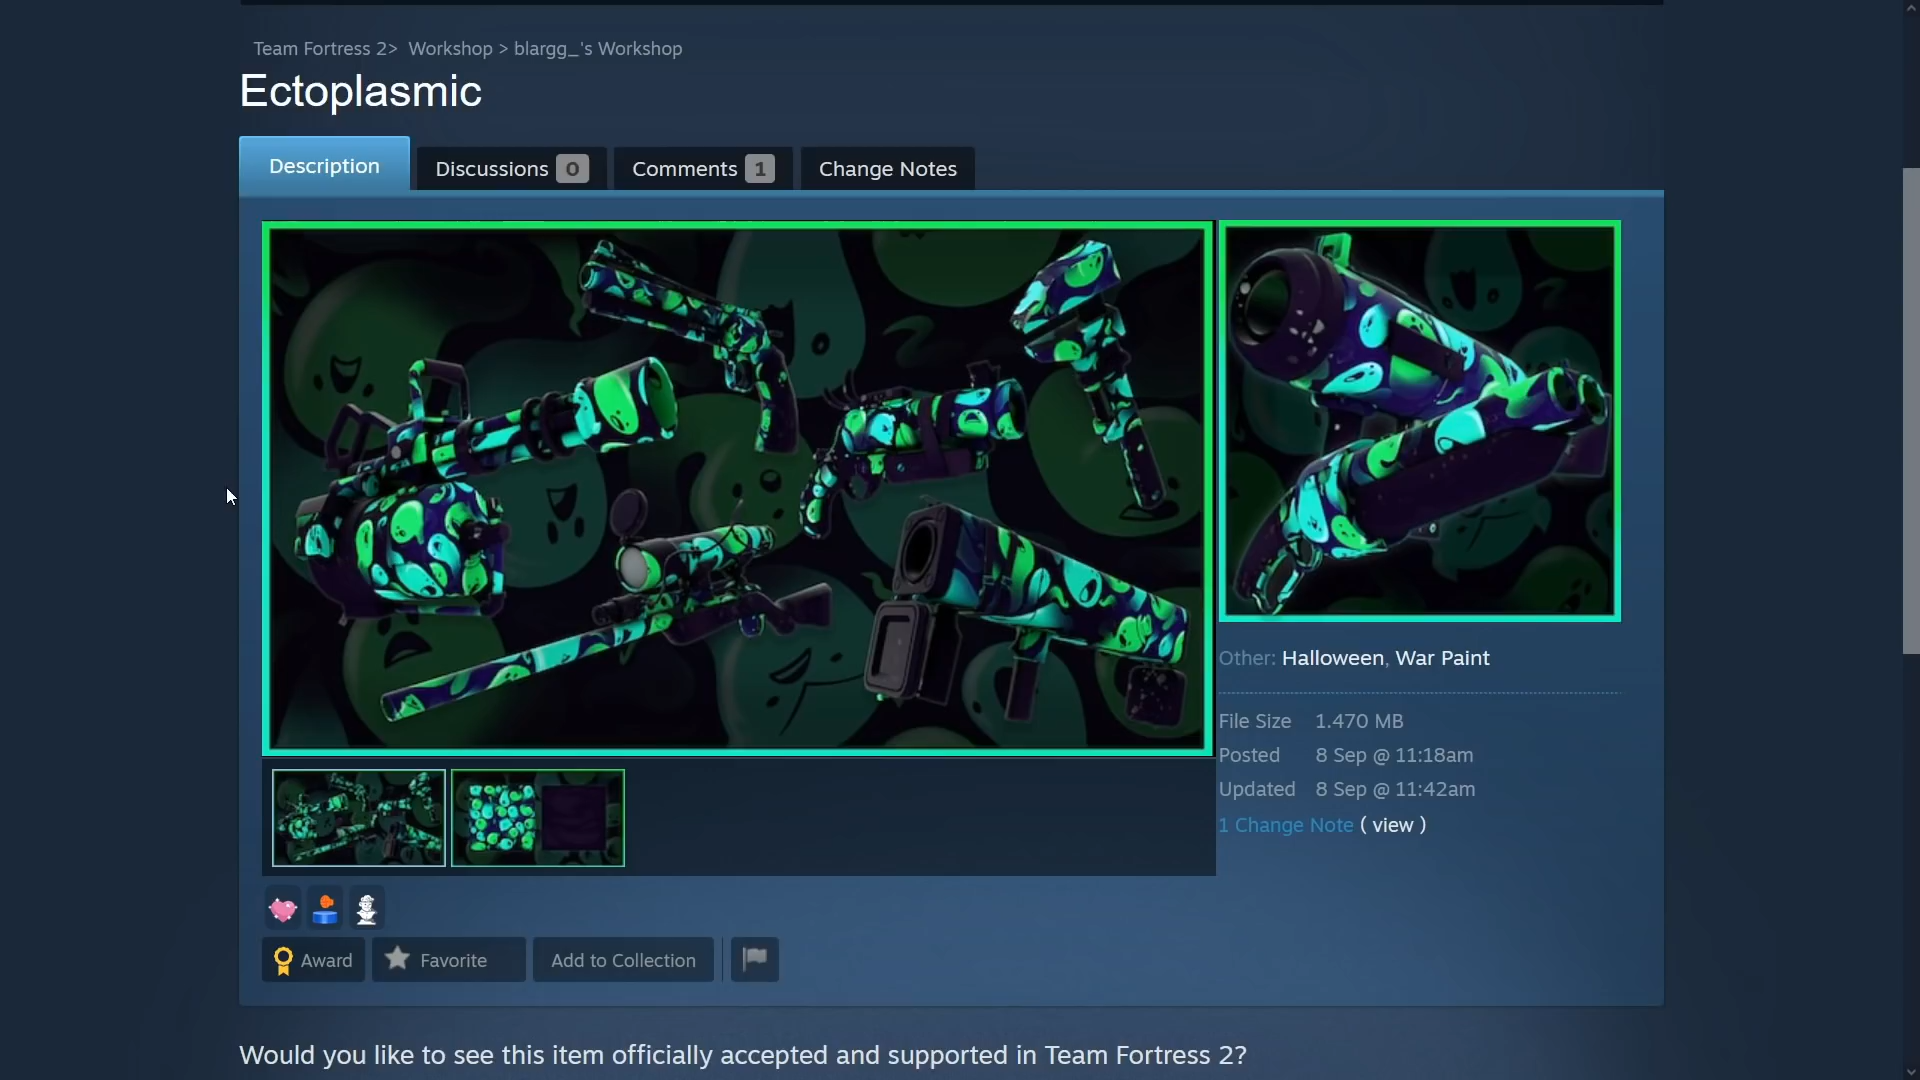 Team Fortress 2> Workshop > blargg_'s Workshop
Ectoplasmic
Description
Discussions 0
Comments 1
Change Notes
Other: Halloween, War Paint
File Size 1.470 MB
Posted 8 Sep @ 11:18am
Updated 8 Sep @ 11:42am
1 Change Note ( view )
Award
Favorite
Add to Collection
Would you like to see this item officially accepted and supported in Team Fortress 2?